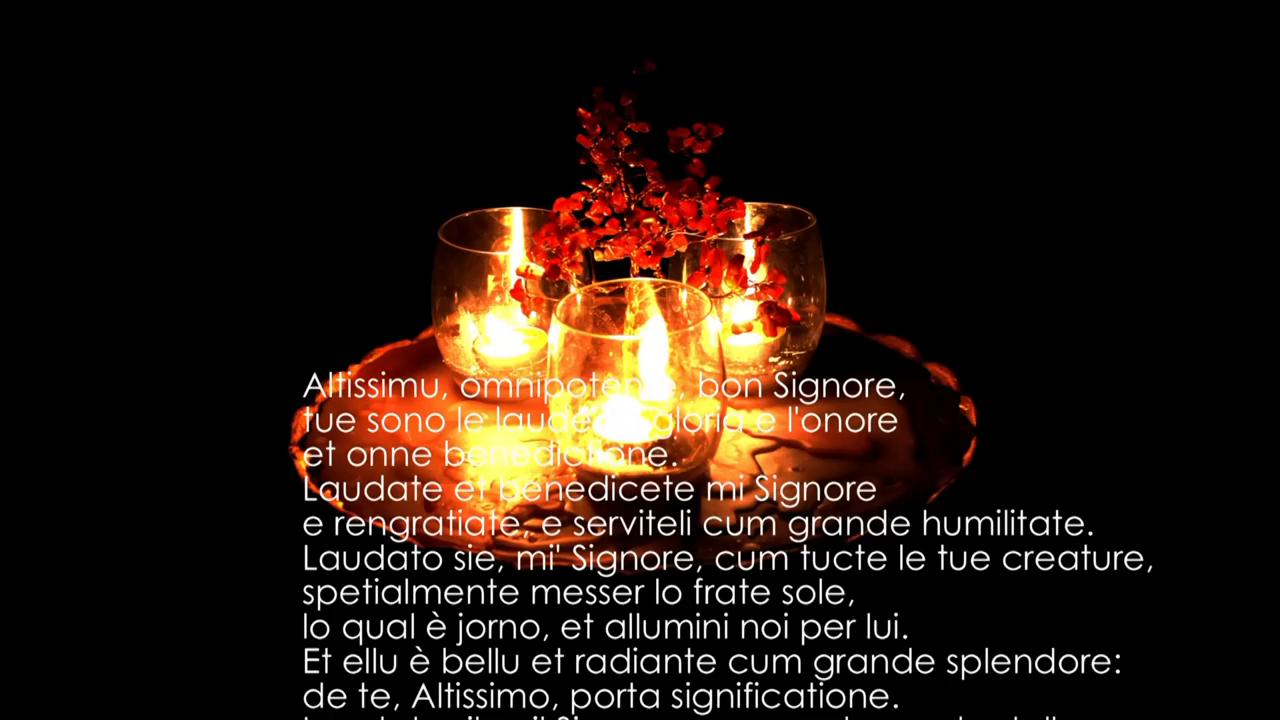 Altissimu, omnipotente, bon Signore,
tue sono le laude, gloria e l'onore
et onne benedictione.
Laudate et benedicete mi Signore
e rengratiate, e serviteli cum grande humilitate.
Laudato sie, mi' Signore, cum tucte le tue creature,
spetialmente messer lo frate sole,
lo qual è jorno, et allumini noi per lui.
Et ellu è bellu et radiante cum grande splendore:
de te, Altissimo, porta significatione.